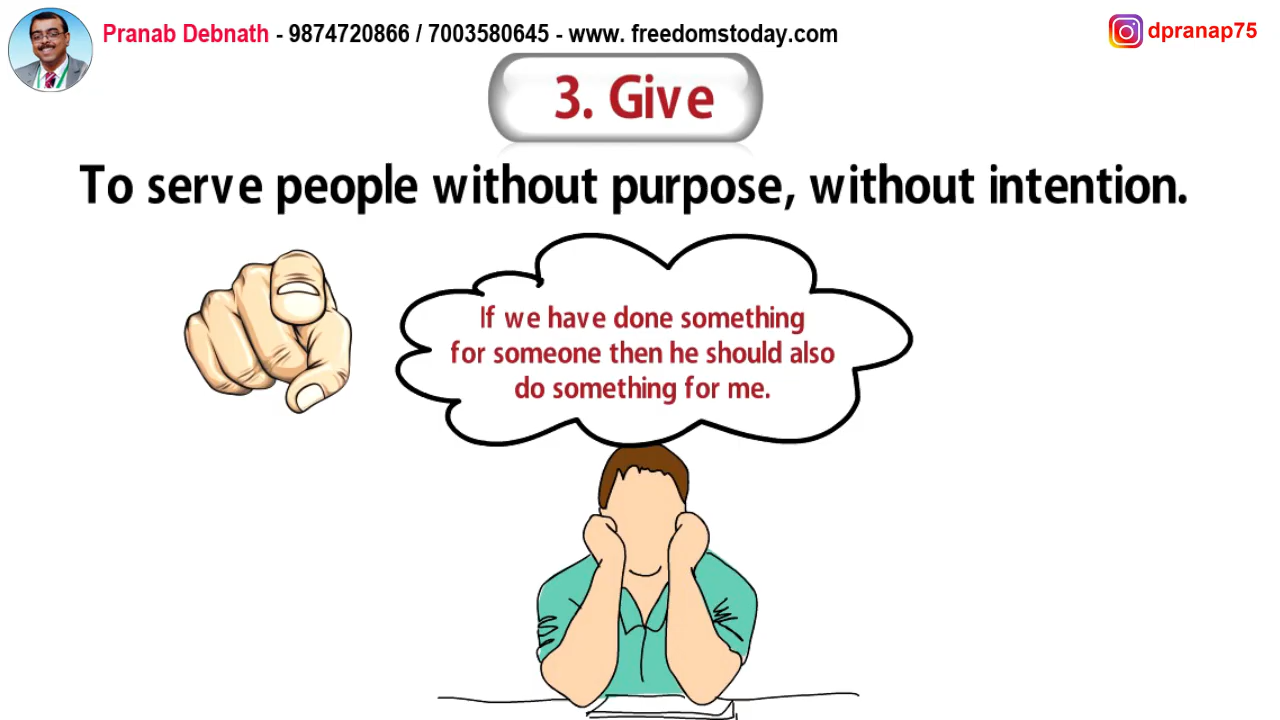 Pranab Debnath - 9874720866 / 7003580645 - www. freedomstoday.com
dpranap75
3. Give
To serve people without purpose, without intention.
If we have done something
for someone then he should also
do something for me.